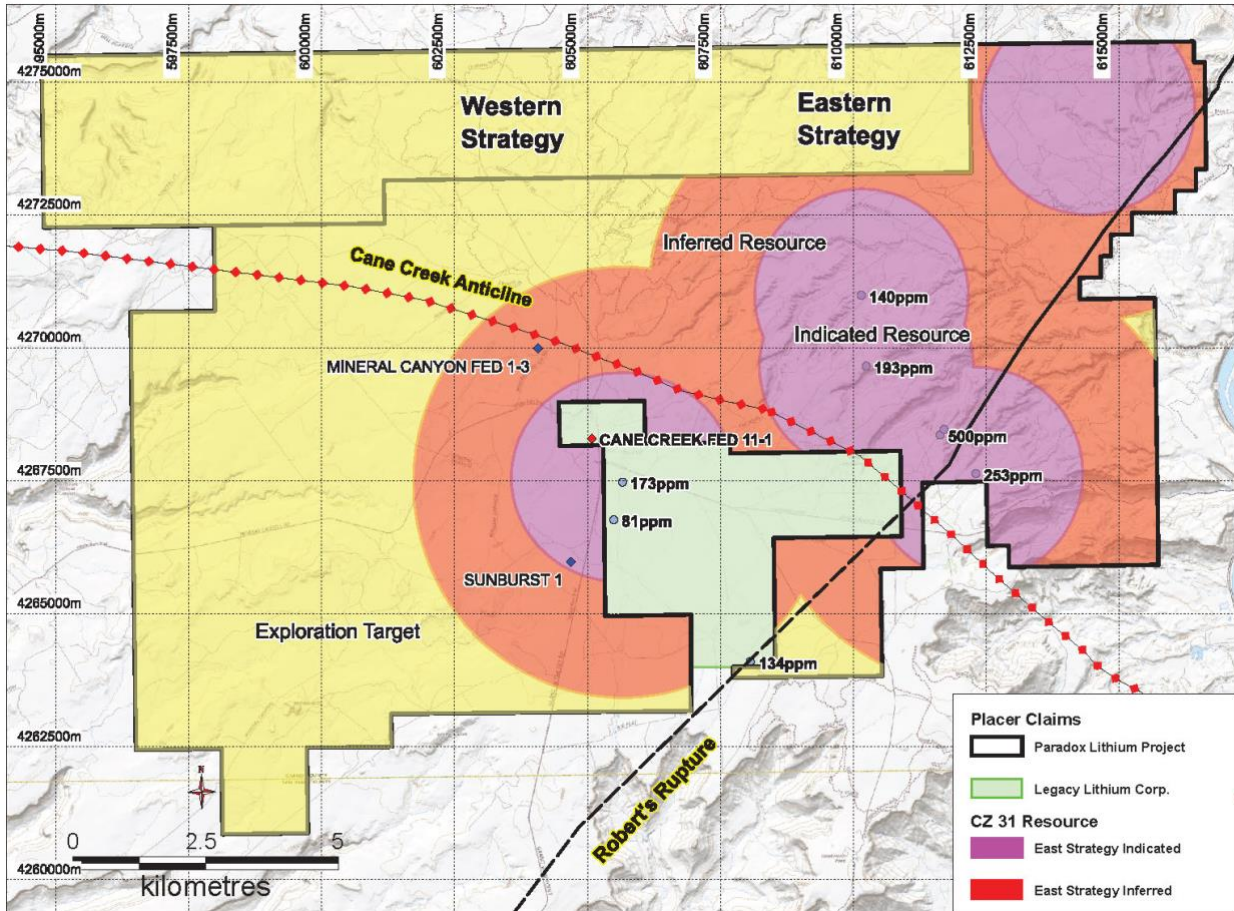 595000m
597500m
600000m
602500m
605000m
607500m
610000m
612500m
615000m
4275000m
4272500m
4270000m
4267500m
4265000m
4262500m
4260000m
Western
Strategy
Eastern
Strategy
Inferred Resource
Cane Creek Anticline
140ppm
Indicated Resource
MINERAL CANYON FED 1-3
193ppm
500ppm
CANE CREEK FED 11-1
253ppm
173ppm
81ppm
SUNBURST 1
Exploration Target
134ppm
Robert's Rupture
N
0
2.5
5
kilometres
Placer Claims
Paradox Lithium Project
Legacy Lithium Corp.
CZ 31 Resource
East Strategy Indicated
East Strategy Inferred